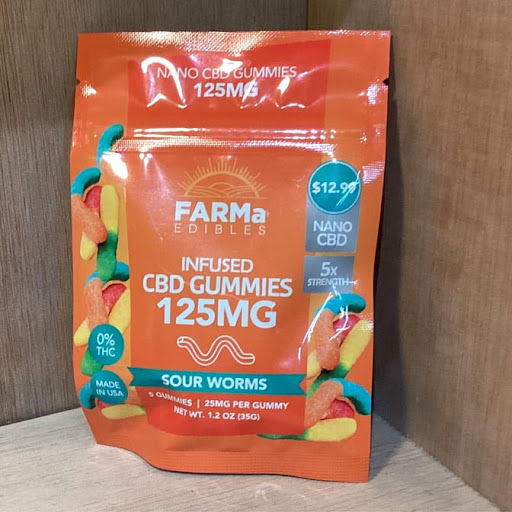 NANO CBD GUMMIES
125MG
$12.99
FARMa
EDIBLES
NANO
CBD
5x
STRENGTH
INFUSED
CBD GUMMIES
125MG
0%
THC
MADE
IN USA
SOUR WORMS
5 GUMMIES | 25MG PER GUMMY
NET WT. 1.2 OZ (35G)